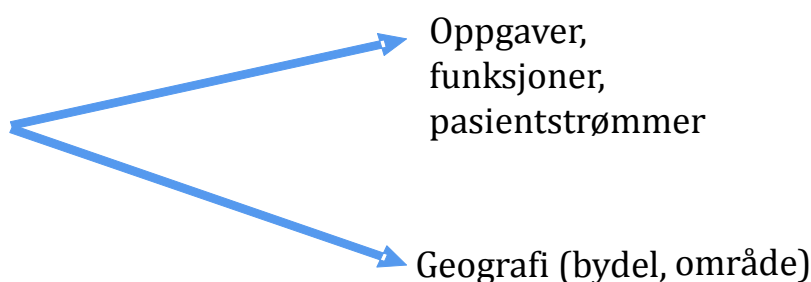 Oppgaver,
funksjoner,
pasientstrømmer
Geografi (bydel, område)